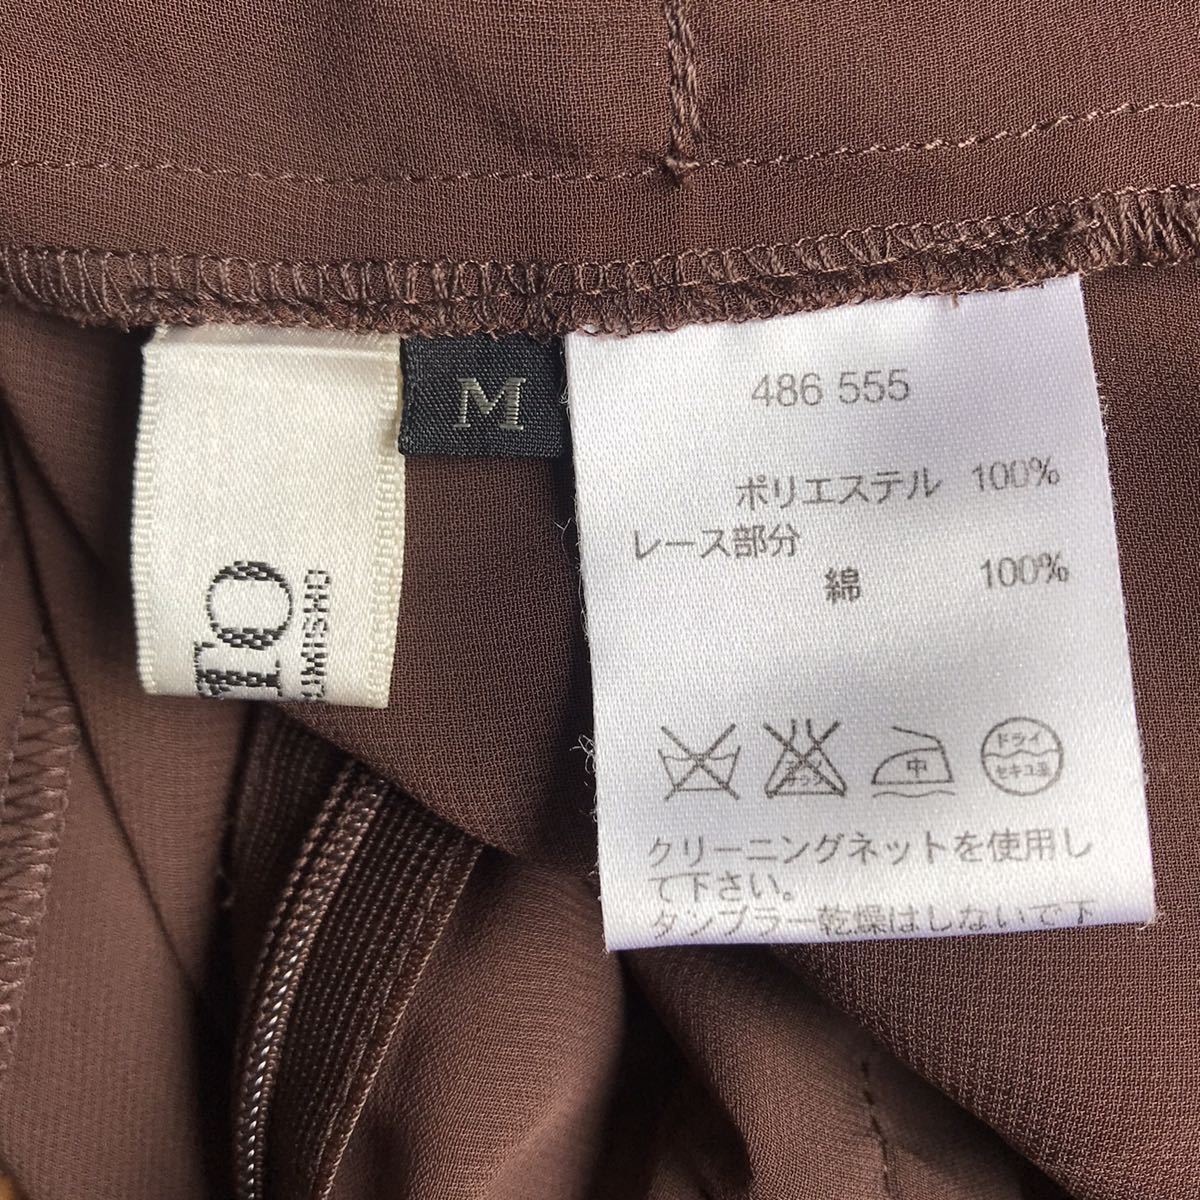 M
486 555
ポリエステル 100%
レース部分
綿 100%
中
ドライ
セキユ系
クリーニングネットを使用し
て下さい。
タンブラー乾燥はしないで下
TO